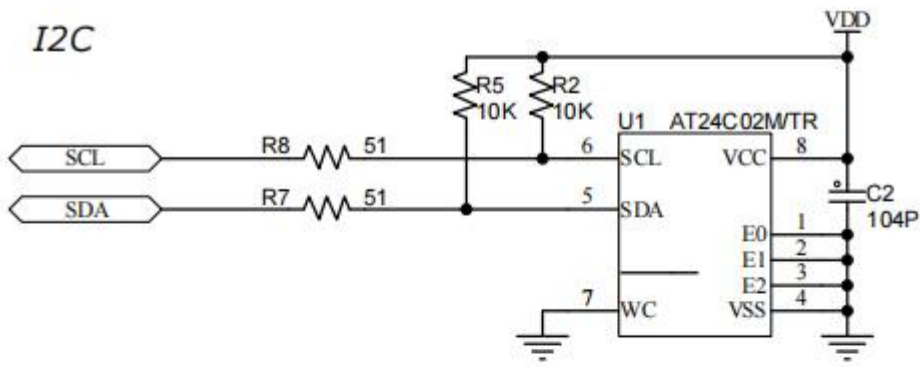 I2C
VDD
R5
10K
R2
10K
U1 AT24C02M/TR
SCL R8 51 6 SCL VCC 8
SDA R7 51 5 SDA
C2
104P
E0 1
E1 2
E2 3
7 WC VSS 4